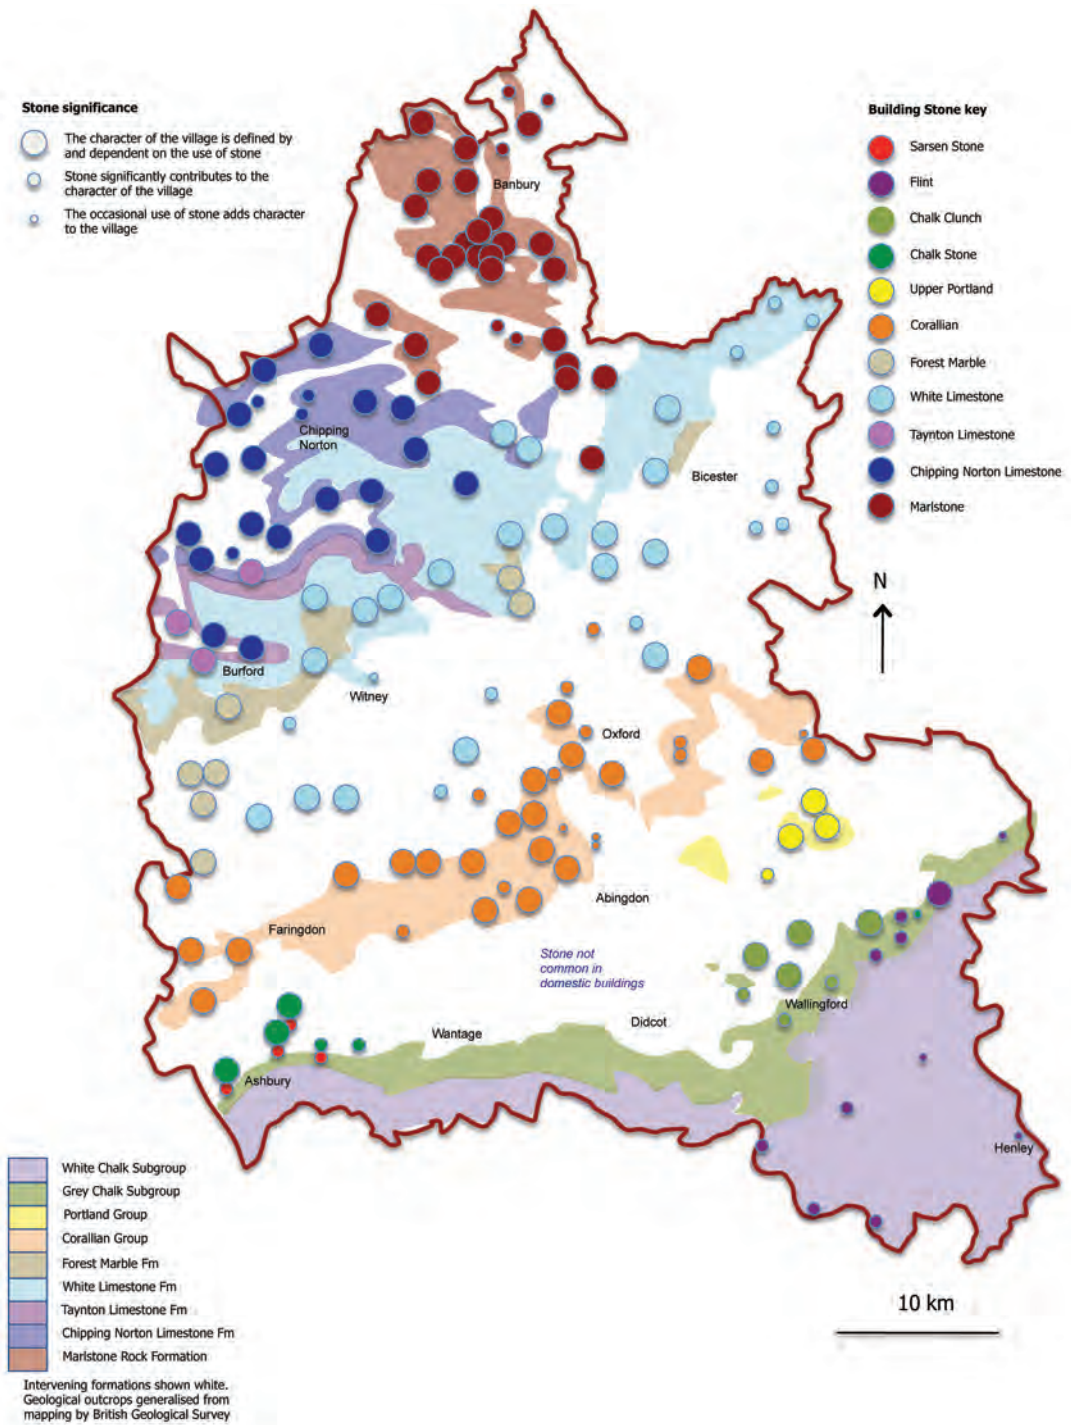 Stone significance
The character of the village is defined by
and dependent on the use of stone
Stone significantly contributes to the
character of the village
The occasional use of stone adds character
to the village
Building Stone key
Sarsen Stone
Flint
Chalk Clunch
Chalk Stone
Upper Portland
Corallian
Forest Marble
White Limestone
Taynton Limestone
Chipping Norton Limestone
Marlstone
Banbury
Chipping
Norton
Bicester
N
Burford
Witney
Oxford
Abingdon
Faringdon
Stone not
common in
domestic buildings
Wallingford
Didcot
Wantage
Ashbury
Henley
White Chalk Subgroup
Grey Chalk Subgroup
Portland Group
Corallian Group
Forest Marble Fm
White Limestone Fm
Taynton Limestone Fm
Chipping Norton Limestone Fm
Marlstone Rock Formation
10 km
Intervening formations shown white.
Geological outcrops generalised from
mapping by British Geological Survey